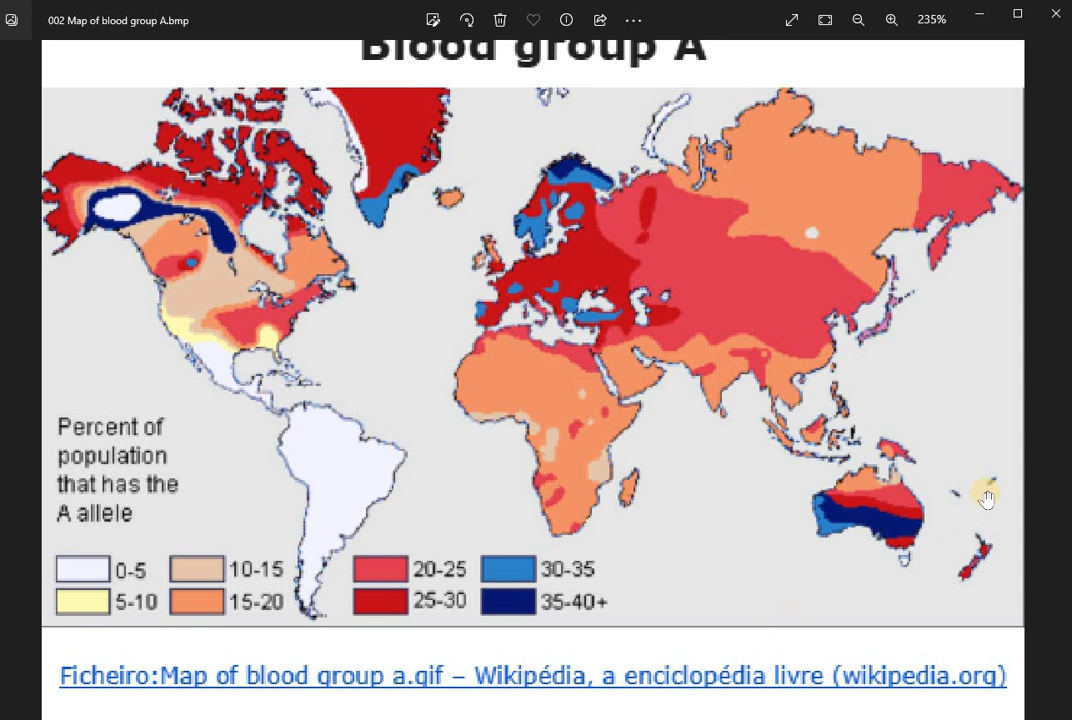 002 Map of blood group A.bmp
235%
Blood group A
Percent of
population
that has the
A allele
0-5
10-15
20-25
30-35
5-10
15-20
25-30
35-40+
Ficheiro:Map of blood group a.gif – Wikipédia, a enciclopédia livre (wikipedia.org)